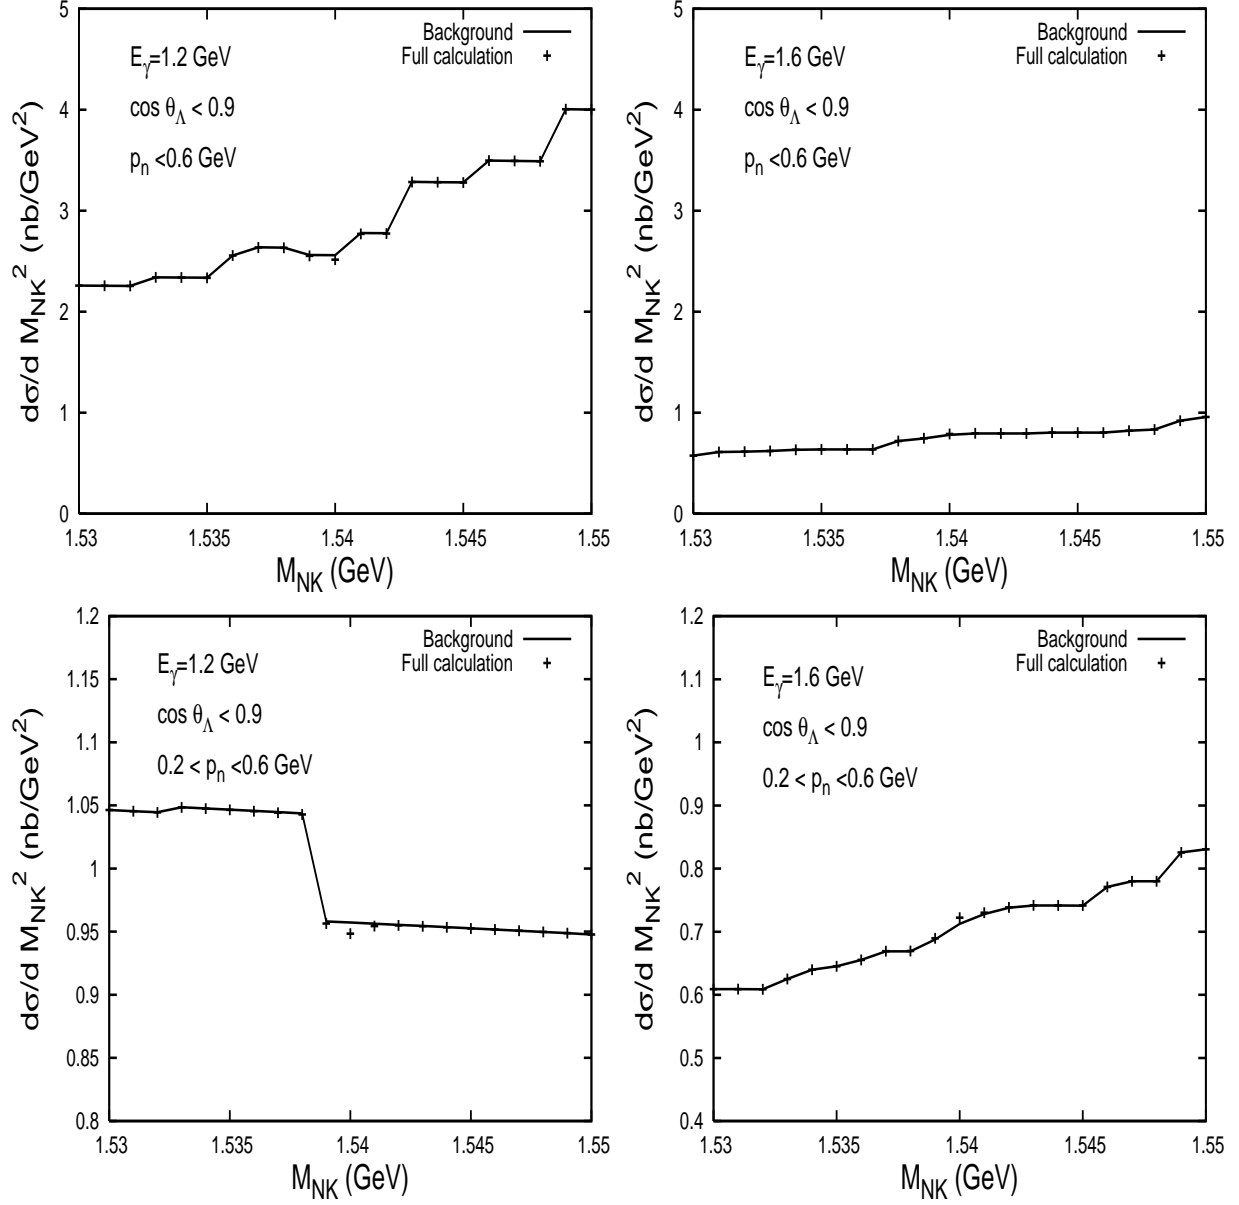 Background
Full calculation
E_γ=1.2 GeV
cos θ_Λ < 0.9
p_n <0.6 GeV
dσ/d M_NK^2 (nb/GeV^2)
5
4
3
2
1
0
1.53
1.535
1.54
1.545
1.55
M_NK (GeV)
Background
Full calculation
E_γ=1.6 GeV
cos θ_Λ < 0.9
p_n <0.6 GeV
dσ/d M_NK^2 (nb/GeV^2)
5
4
3
2
1
0
1.53
1.535
1.54
1.545
1.55
M_NK (GeV)
Background
Full calculation
E_γ=1.2 GeV
cos θ_Λ < 0.9
0.2 < p_n <0.6 GeV
dσ/d M_NK^2 (nb/GeV^2)
1.2
1.15
1.1
1.05
1
0.95
0.9
0.85
0.8
1.53
1.535
1.54
1.545
1.55
M_NK (GeV)
Background
Full calculation
E_γ=1.6 GeV
cos θ_Λ < 0.9
0.2 < p_n <0.6 GeV
dσ/d M_NK^2 (nb/GeV^2)
1.2
1.1
1
0.9
0.8
0.7
0.6
0.5
0.4
1.53
1.535
1.54
1.545
1.55
M_NK (GeV)